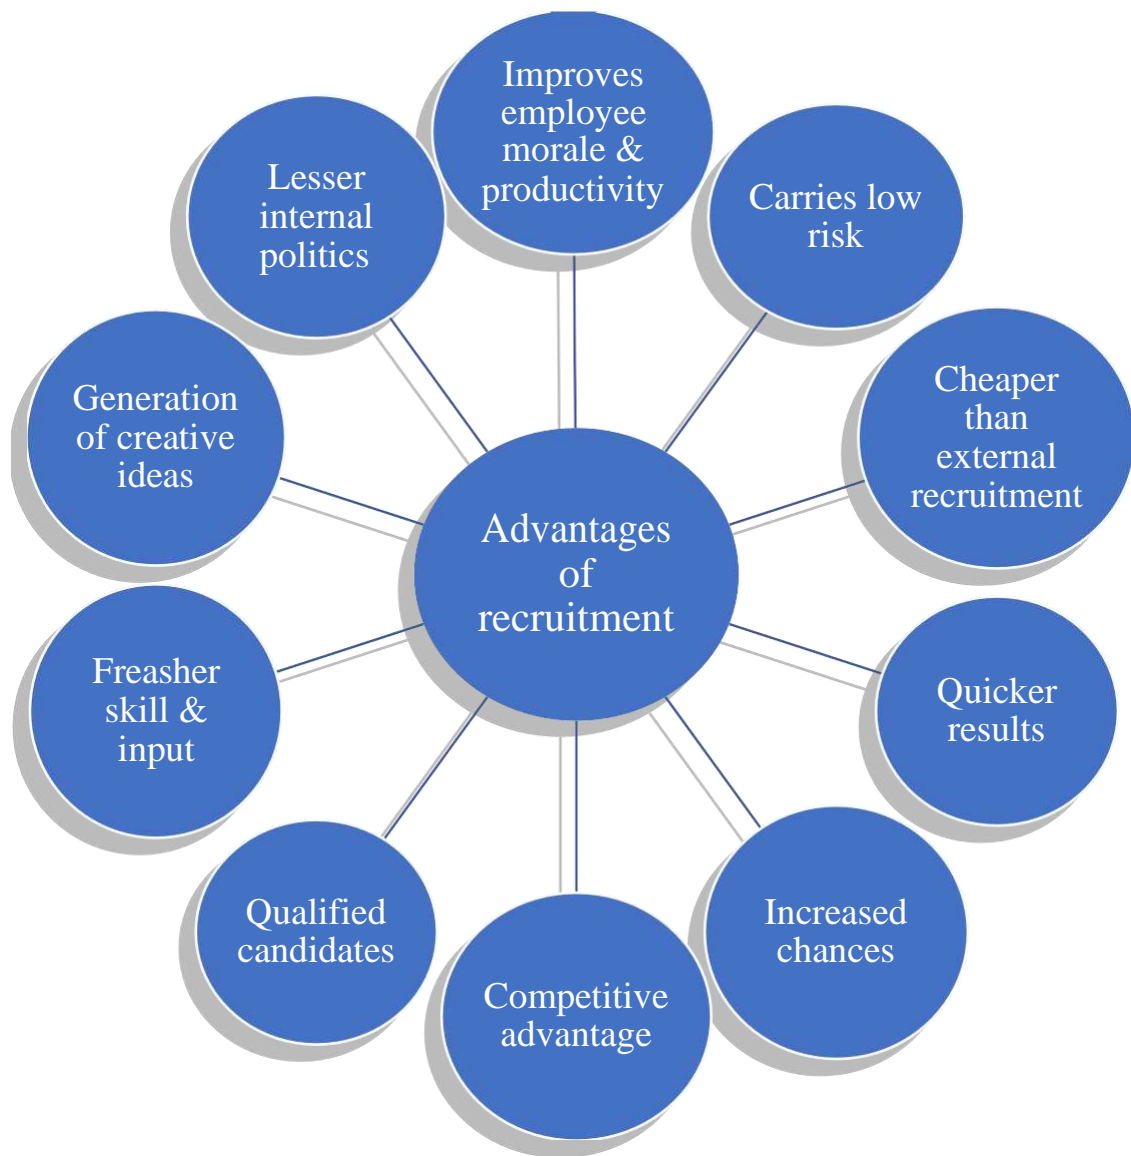 Improves
employee
morale &
productivity
Carries low
risk
Cheaper
than
external
recruitment
Quicker
results
Increased
chances
Competitive
advantage
Qualified
candidates
Freasher
skill &
input
Generation
of creative
ideas
Lesser
internal
politics
Advantages
of
recruitment